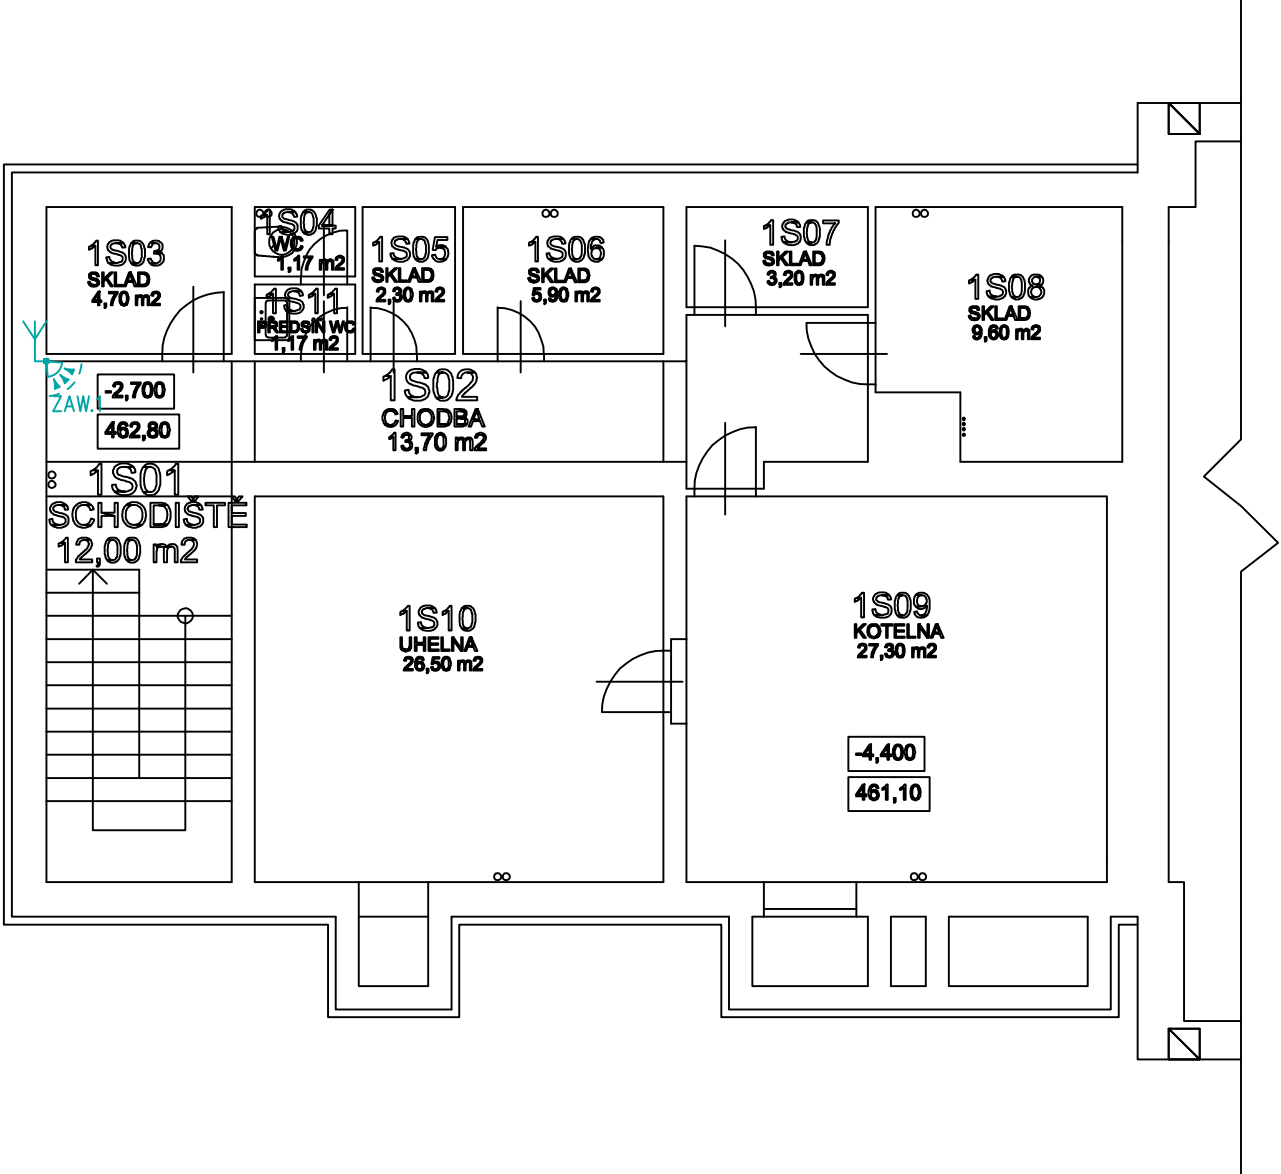 1S03
SKLAD
4,70 m2
1S04
WC
1,17 m2
1S11
PŘEDSÍŇ WC
1,17 m2
1S05
SKLAD
2,30 m2
1S06
SKLAD
5,90 m2
1S07
SKLAD
3,20 m2
1S08
SKLAD
9,60 m2
ZAW.1
-2,700
462,80
1S02
CHODBA
13,70 m2
1S01
SCHODIŠTĚ
12,00 m2
1S10
UHELNA
26,50 m2
1S09
KOTELNA
27,30 m2
-4,400
461,10